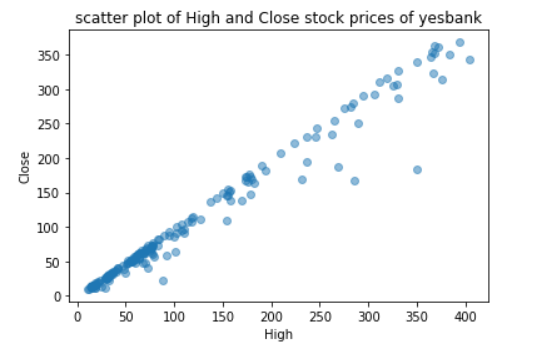 scatter plot of High and Close stock prices of yesbank
350
300
250
200
150
100
50
0
Close
0 50 100 150 200 250 300 350 400
High